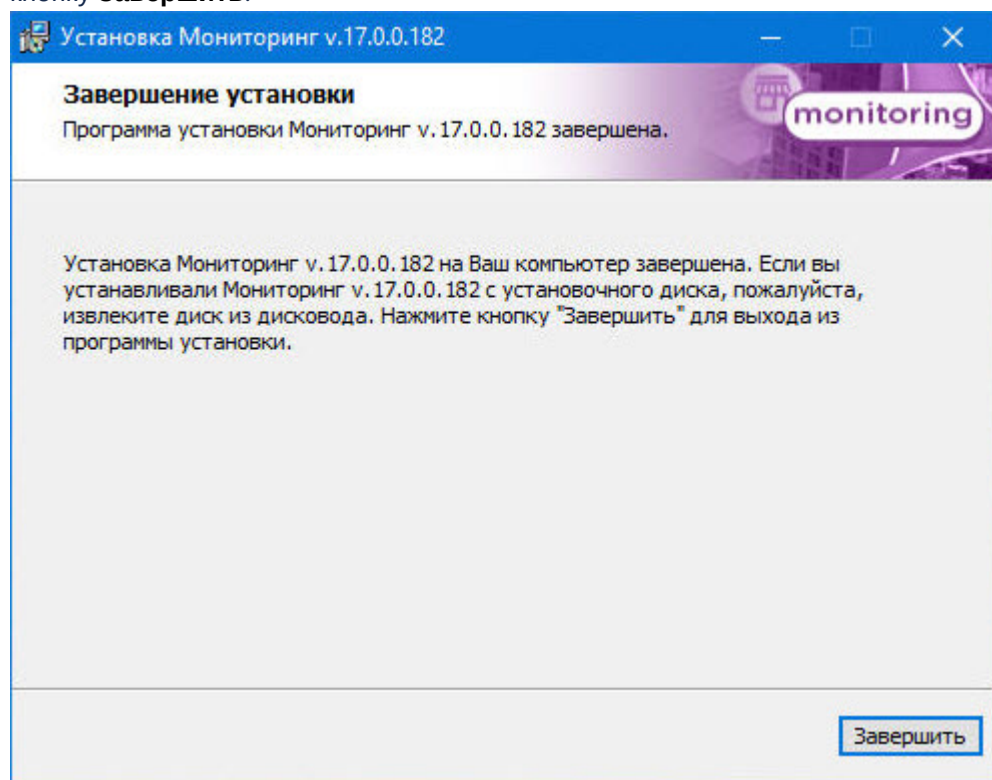 кнопку Завершить.
Установка Мониторинг v.17.0.0.182
Завершение установки
Программа установки Мониторинг v.17.0.0.182 завершена.
monitoring
Установка Мониторинг v.17.0.0.182 на Ваш компьютер завершена. Если вы
устанавливали Мониторинг v.17.0.0.182 с установочного диска, пожалуйста,
извлеките диск из дисковода. Нажмите кнопку "Завершить" для выхода из
программы установки.
Завершить